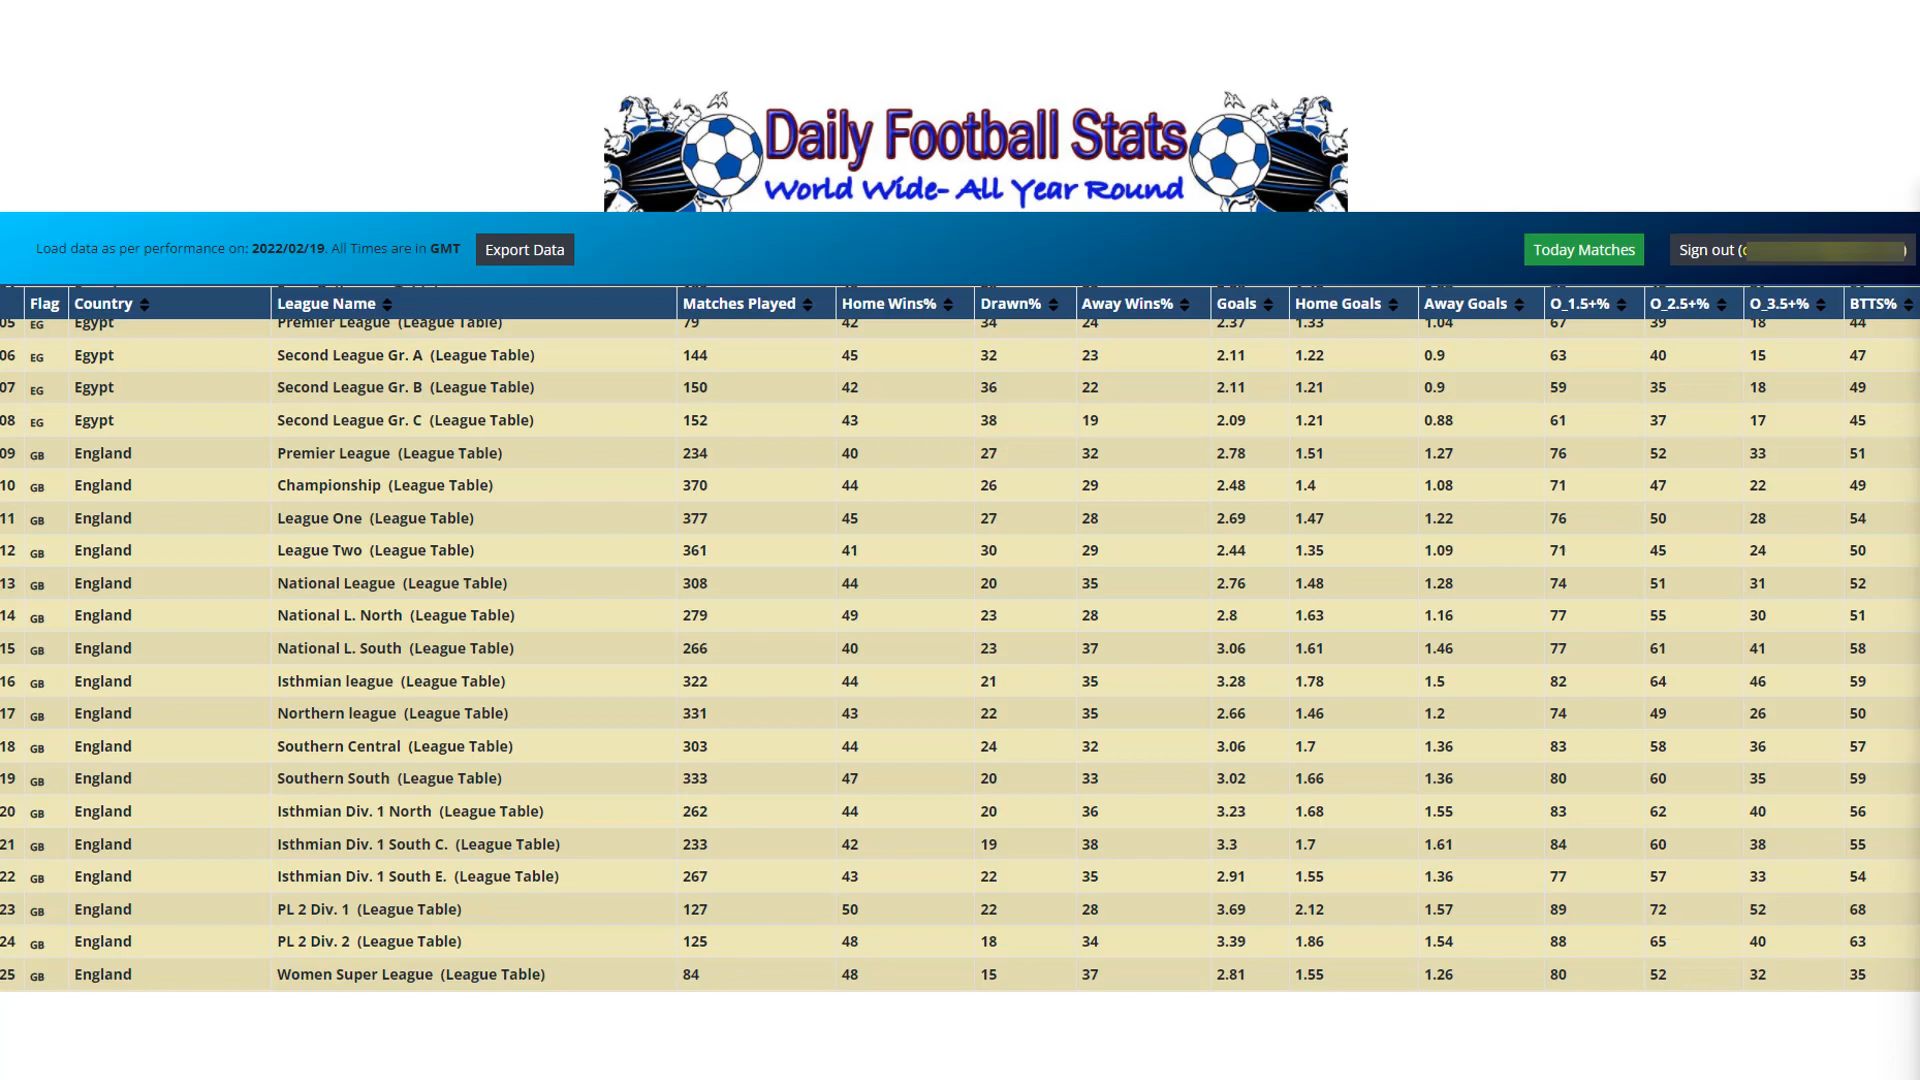 Daily Football Stats
World Wide- All Year Round
Load data as per performance on: 2022/02/19. All Times are in GMT Export Data Today Matches Sign out (
Flag Country League Name Matches Played Home Wins% Drawn% Away Wins% Goals Home Goals Away Goals O_1.5+% O_2.5+% O_3.5+% BTTS%
05 EG Egypt Premier League (League Table) 79 42 34 24 2.37 1.33 1.04 67 39 18 44
06 EG Egypt Second League Gr. A (League Table) 144 45 32 23 2.11 1.22 0.9 63 40 15 47
07 EG Egypt Second League Gr. B (League Table) 150 42 36 22 2.11 1.21 0.9 59 35 18 49
08 EG Egypt Second League Gr. C (League Table) 152 43 38 19 2.09 1.21 0.88 61 37 17 45
09 GB England Premier League (League Table) 234 40 27 32 2.78 1.51 1.27 76 52 33 51
10 GB England Championship (League Table) 370 44 26 29 2.48 1.4 1.08 71 47 22 49
11 GB England League One (League Table) 377 45 27 28 2.69 1.47 1.22 76 50 28 54
12 GB England League Two (League Table) 361 41 30 29 2.44 1.35 1.09 71 45 24 50
13 GB England National League (League Table) 308 44 20 35 2.76 1.48 1.28 74 51 31 52
14 GB England National L. North (League Table) 279 49 23 28 2.8 1.63 1.16 77 55 30 51
15 GB England National L. South (League Table) 266 40 23 37 3.06 1.61 1.46 77 61 41 58
16 GB England Isthmian league (League Table) 322 44 21 35 3.28 1.78 1.5 82 64 46 59
17 GB England Northern league (League Table) 331 43 22 35 2.66 1.46 1.2 74 49 26 50
18 GB England Southern Central (League Table) 303 44 24 32 3.06 1.7 1.36 83 58 36 57
19 GB England Southern South (League Table) 333 47 20 33 3.02 1.66 1.36 80 60 35 59
20 GB England Isthmian Div. 1 North (League Table) 262 44 20 36 3.23 1.68 1.55 83 62 40 56
21 GB England Isthmian Div. 1 South C. (League Table) 233 42 19 38 3.3 1.7 1.61 84 60 38 55
22 GB England Isthmian Div. 1 South E. (League Table) 267 43 22 35 2.91 1.55 1.36 77 57 33 54
23 GB England PL 2 Div. 1 (League Table) 127 50 22 28 3.69 2.12 1.57 89 72 52 68
24 GB England PL 2 Div. 2 (League Table) 125 48 18 34 3.39 1.86 1.54 88 65 40 63
25 GB England Women Super League (League Table) 84 48 15 37 2.81 1.55 1.26 80 52 32 35